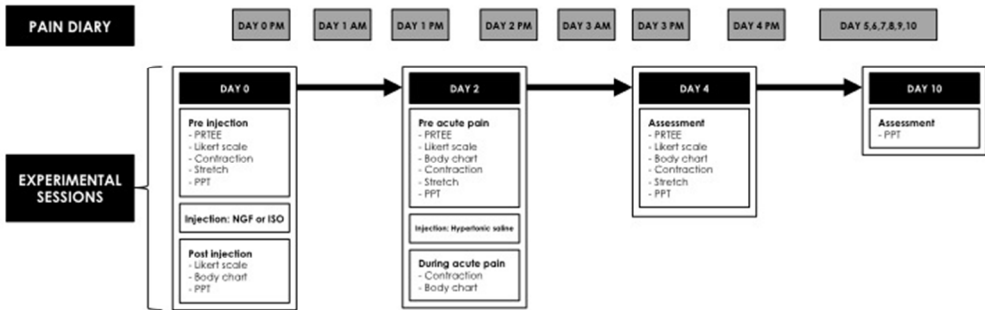 PAIN DIARY
DAY 0 PM
DAY 1 AM
DAY 1 PM
DAY 2 PM
DAY 3 AM
DAY 3 PM
DAY 4 PM
DAY 5,6,7,8,9,10
EXPERIMENTAL
SESSIONS
DAY 0
Pre injection
- PRTEE
- Likert scale
- Contraction
- Stretch
- PPT
Injection: NGF or ISO
Post injection
- Likert scale
- Body chart
- PPT
DAY 2
Pre acute pain
- PRTEE
- Likert scale
- Body chart
- Contraction
- Stretch
- PPT
Injection: Hypertonic saline
During acute pain
- Contraction
- Body chart
DAY 4
Assessment
- PRTEE
- Likert scale
- Body chart
- Contraction
- Stretch
- PPT
DAY 10
Assessment
- PPT